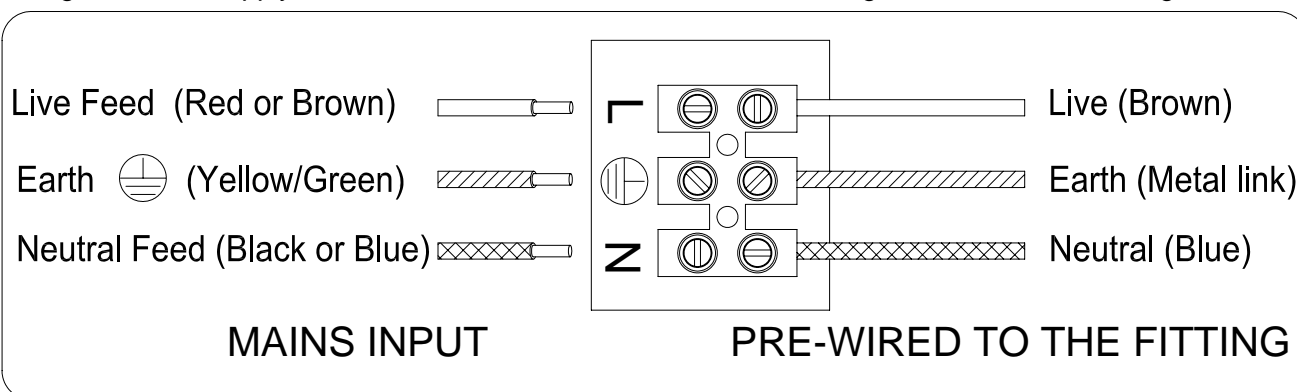 Live Feed (Red or Brown)
L
Live (Brown)
Earth (Yellow/Green)
Earth (Metal link)
Neutral Feed (Black or Blue)
N
Neutral (Blue)
MAINS INPUT
PRE-WIRED TO THE FITTING